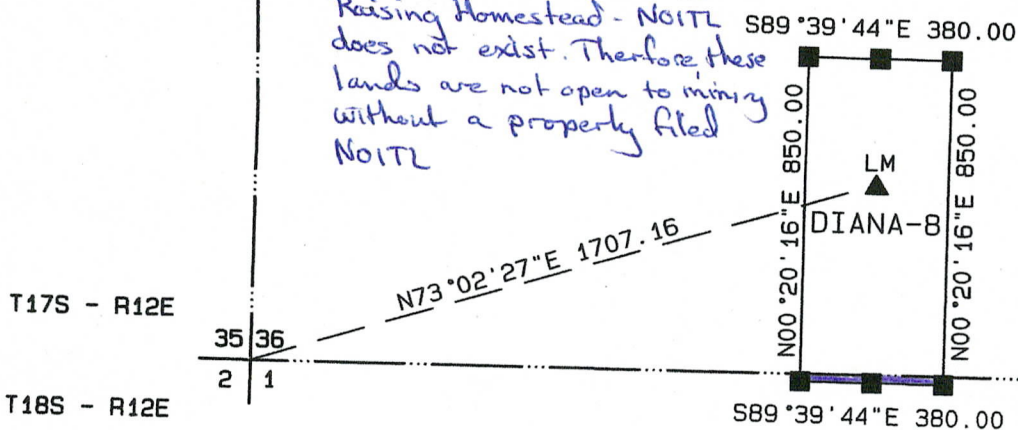 Raising Homestead - NOITL
does not exist. Therfore, these
lands are not open to mining
without a properly filed
NOITL
S89°39'44"E 380.00
N00°20'16"E 850.00
N00°20'16"E 850.00
LM
DIANA-8
N73°02'27"E 1707.16
T17S - R12E
35 36
2 1
T18S - R12E
S89°39'44"E 380.00